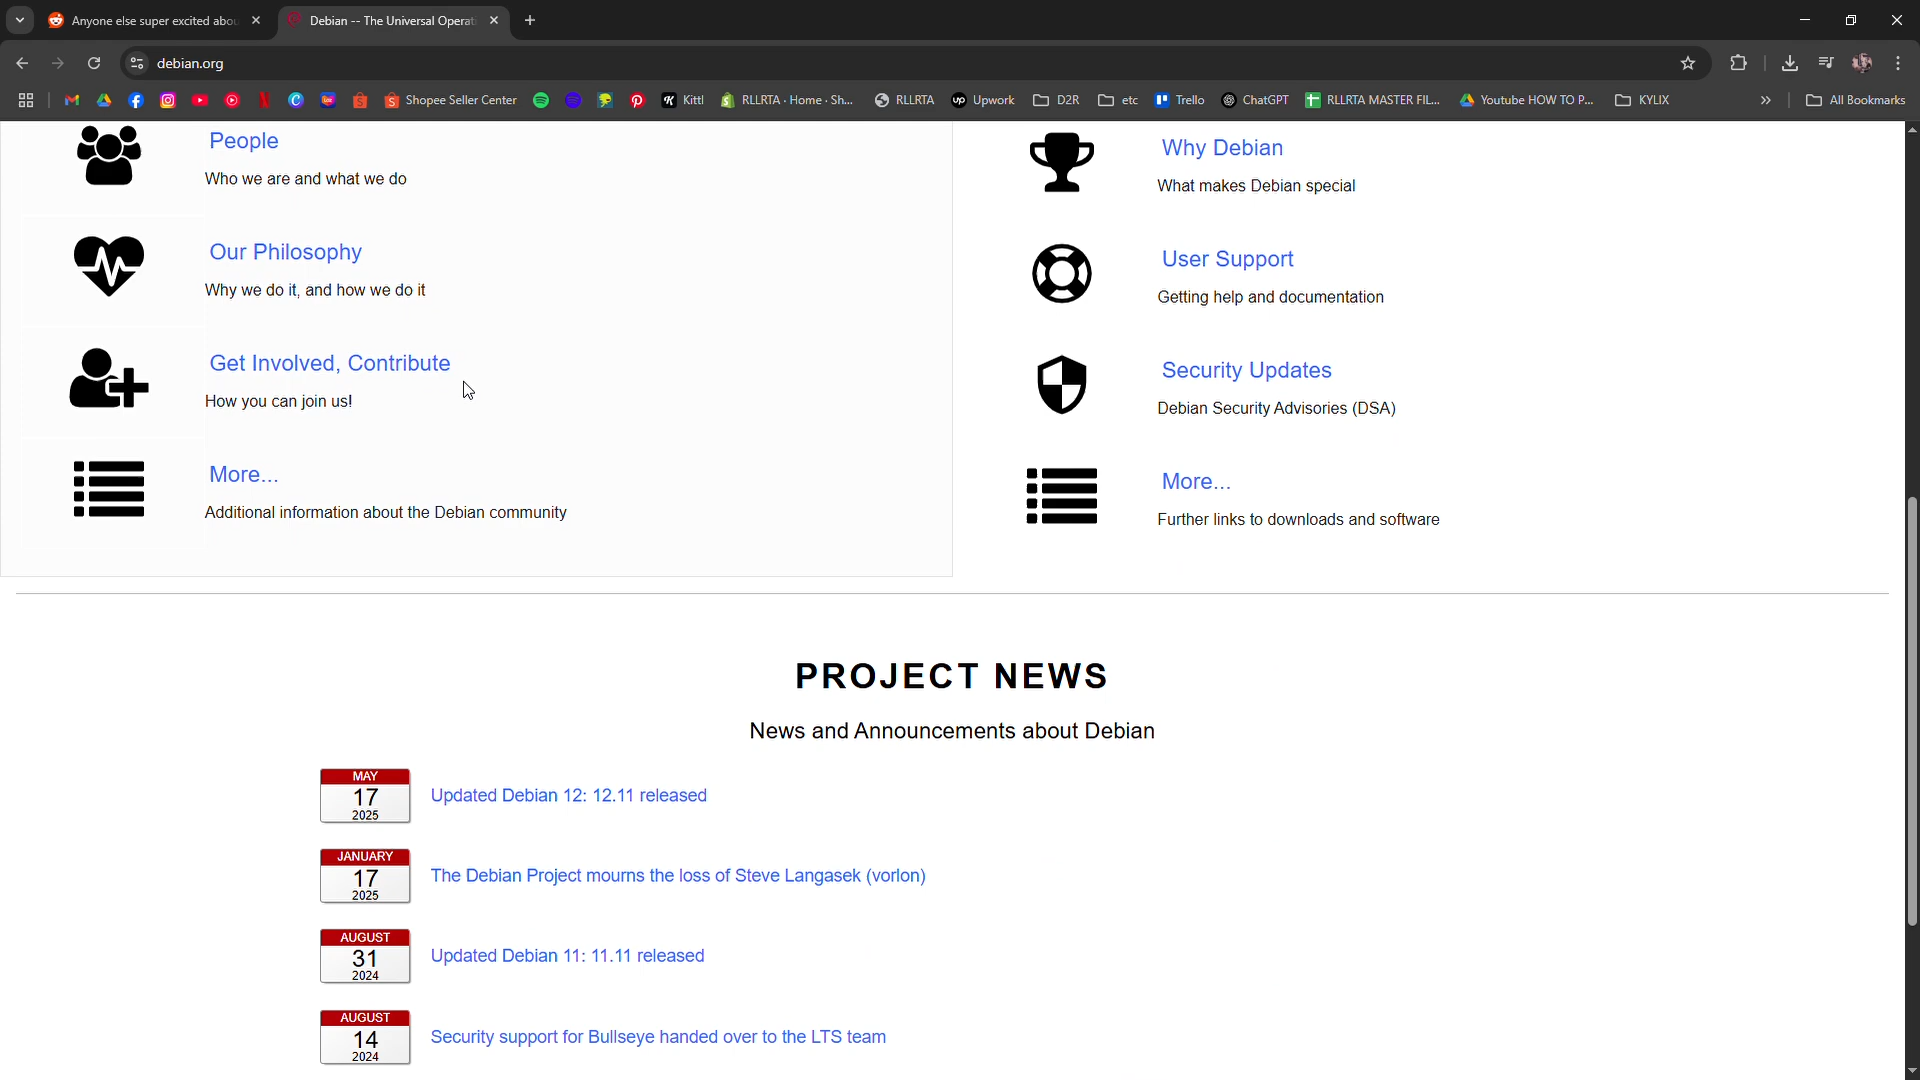 Anyone else super excited abou
Debian -- The Universal Operat
debian.org
Shopee Seller Center
Kittl
RLLRTA · Home · Sh...
RLLRTA
Upwork
D2R
etc
Trello
ChatGPT
RLLRTA MASTER FIL...
Youtube HOW TO P...
KYLIX
All Bookmarks
People
Who we are and what we do
Our Philosophy
Why we do it, and how we do it
Get Involved, Contribute
How you can join us!
More...
Additional information about the Debian community
Why Debian
What makes Debian special
User Support
Getting help and documentation
Security Updates
Debian Security Advisories (DSA)
More...
Further links to downloads and software
PROJECT NEWS
News and Announcements about Debian
MAY
17
2025
Updated Debian 12: 12.11 released
JANUARY
17
2025
The Debian Project mourns the loss of Steve Langasek (vorlon)
AUGUST
31
2024
Updated Debian 11: 11.11 released
AUGUST
14
2024
Security support for Bullseye handed over to the LTS team